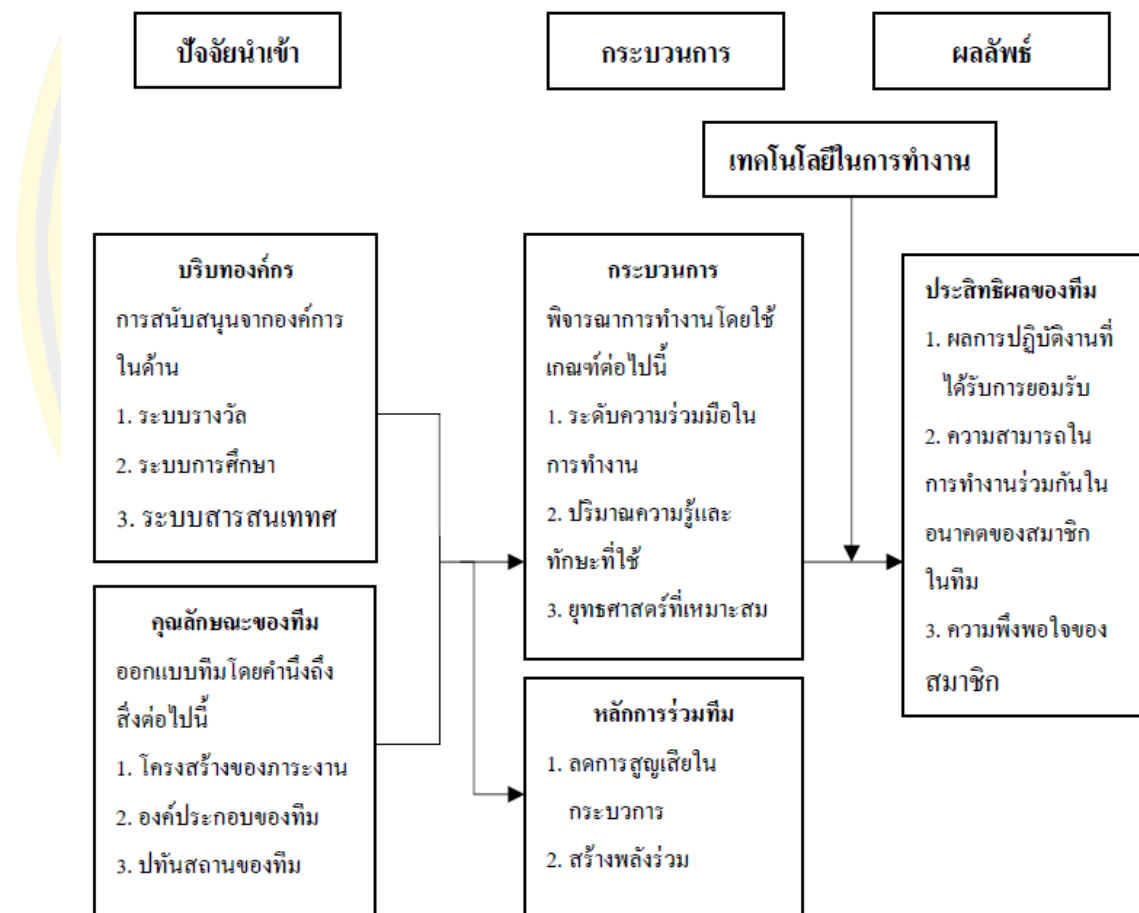 ปัจจัยนำเข้า
กระบวนการ
ผลลัพธ์
เทคโนโลยีในการทำงาน
บริบทองค์กร
การสนับสนุนจากองค์การ
ในด้าน
1. ระบบรางวัล
2. ระบบการศึกษา
3. ระบบสารสนเททศ
คุณลักษณะของทีม
ออกแบบทีมโดยคำนึงถึง
สิ่งต่อไปนี้
1. โครงสร้างของภาระงาน
2. องค์ประกอบของทีม
3. ปทันสถานของทีม
กระบวนการ
พิจารณาการทำงานโดยใช้
เกณฑ์ต่อไปนี้
1. ระดับความร่วมมือใน
การทำงาน
2. ปริมาณความรู้และ
ทักษะที่ใช้
3. ยุทธศาสตร์ที่เหมาะสม
หลักการร่วมทีม
1. ลดการสูญเสียใน
กระบวการ
2. สร้างพลังร่วม
ประสิทธิผลของทีม
1. ผลการปฏิบัติงานที่
ได้รับการยอมรับ
2. ความสามารถใน
การทำงานร่วมกันใน
อนาคตของสมาชิก
ในทีม
3. ความพึงพอใจของ
สมาชิก